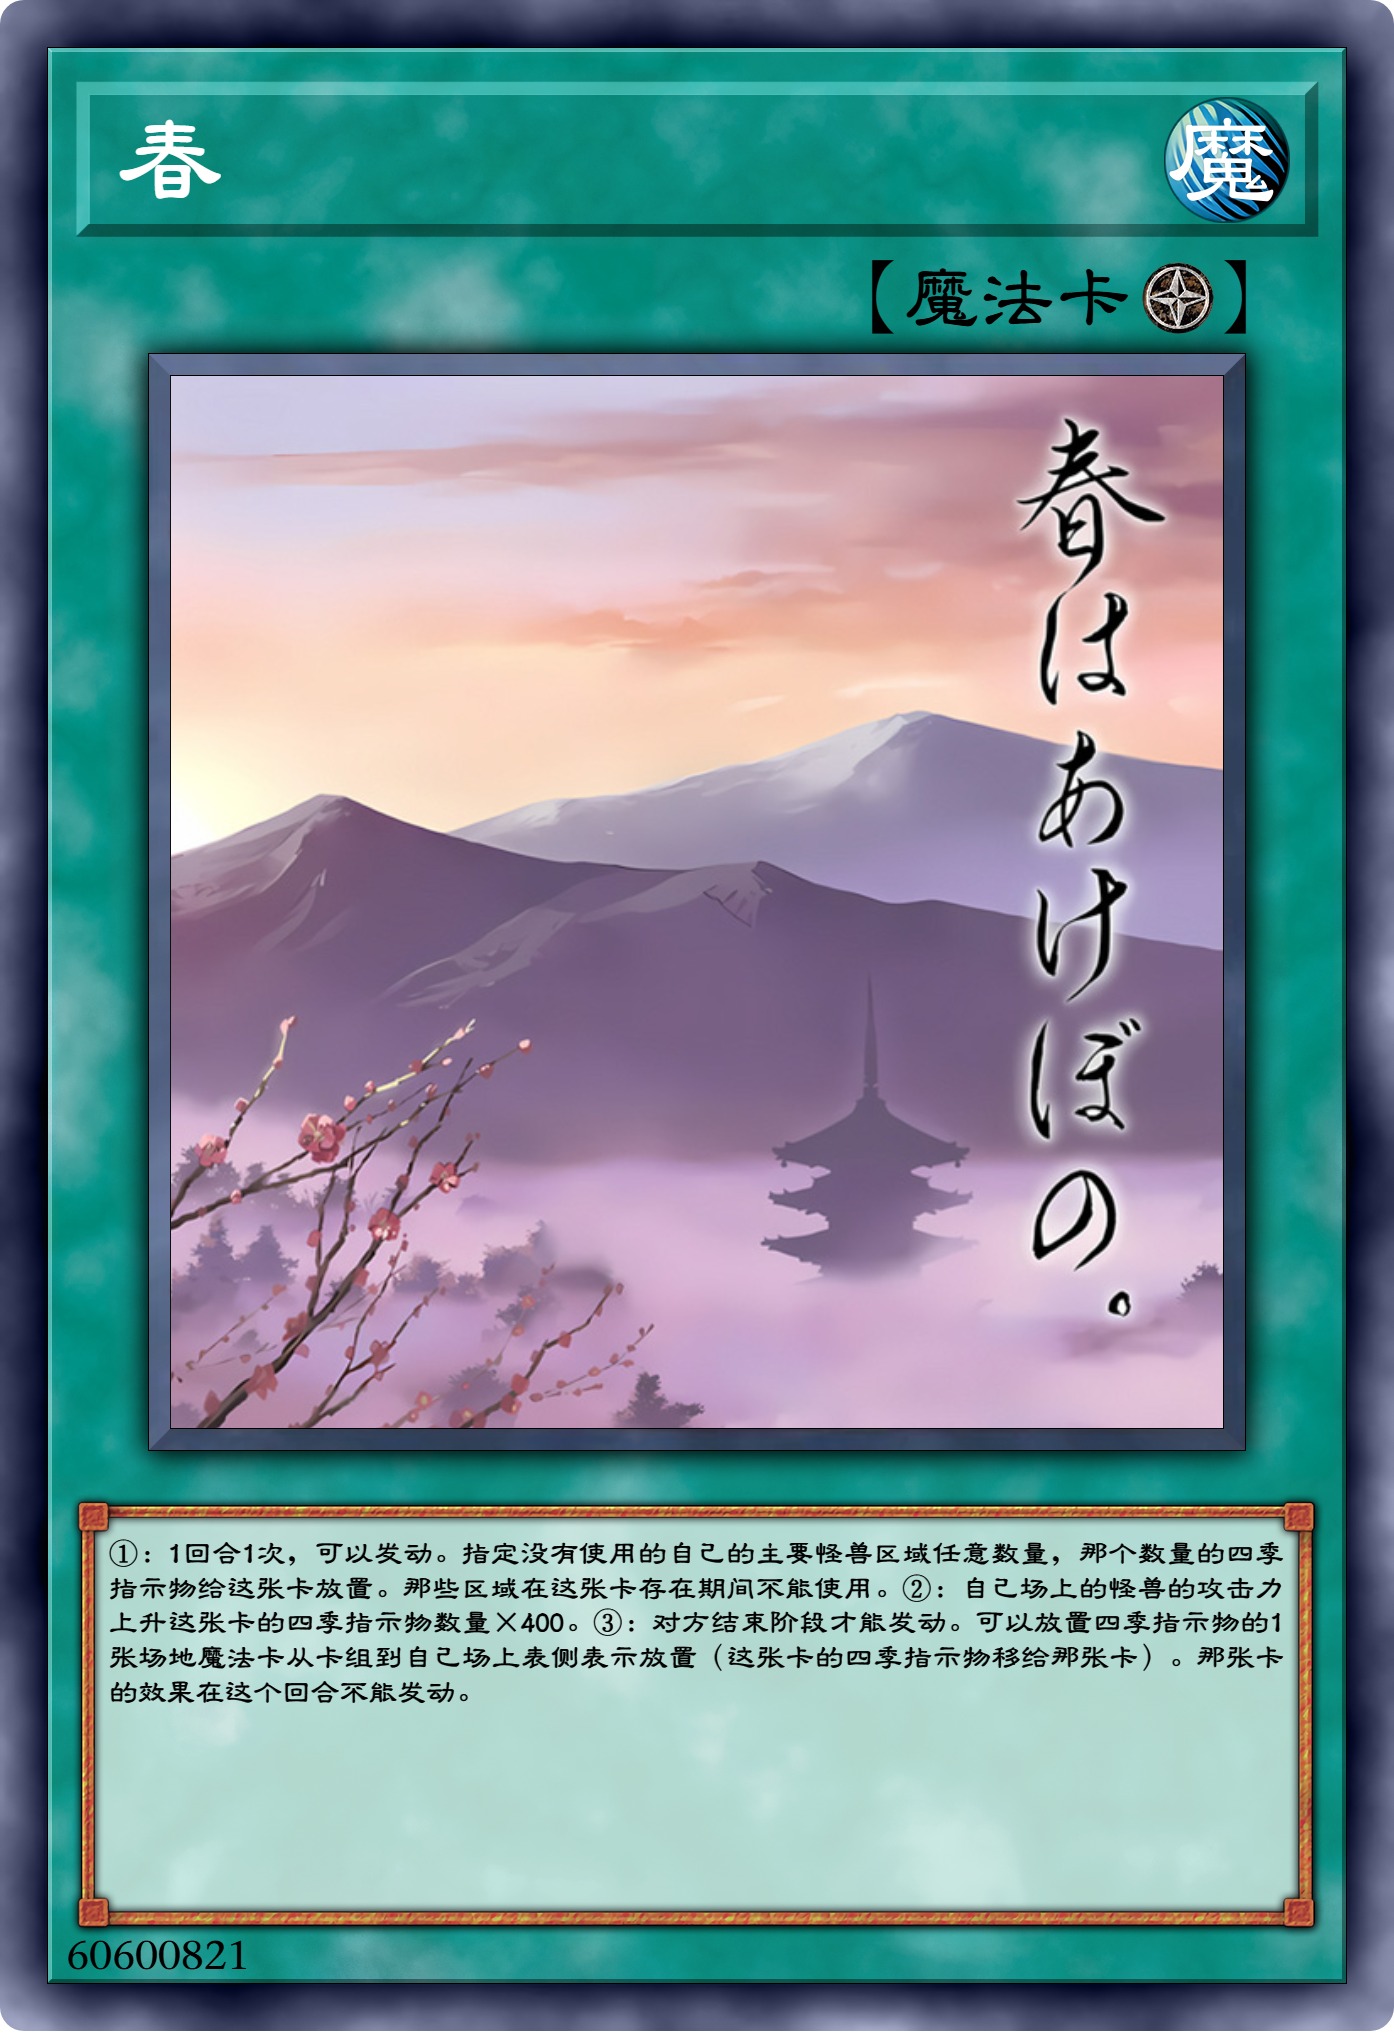 春
魔
【魔法卡】
春はあけぼの。
①：1回合1次，可以发动。指定没有使用的自己的主要怪兽区域任意数量，那个数量的四季
指示物给这张卡放置。那些区域在这张卡存在期间不能使用。②：自己场上的怪兽的攻击力
上升这张卡的四季指示物数量×400。③：对方结束阶段才能发动。可以放置四季指示物的1
张场地魔法卡从卡组到自己场上表侧表示放置（这张卡的四季指示物移给那张卡）。那张卡
的效果在这个回合不能发动。
60600821